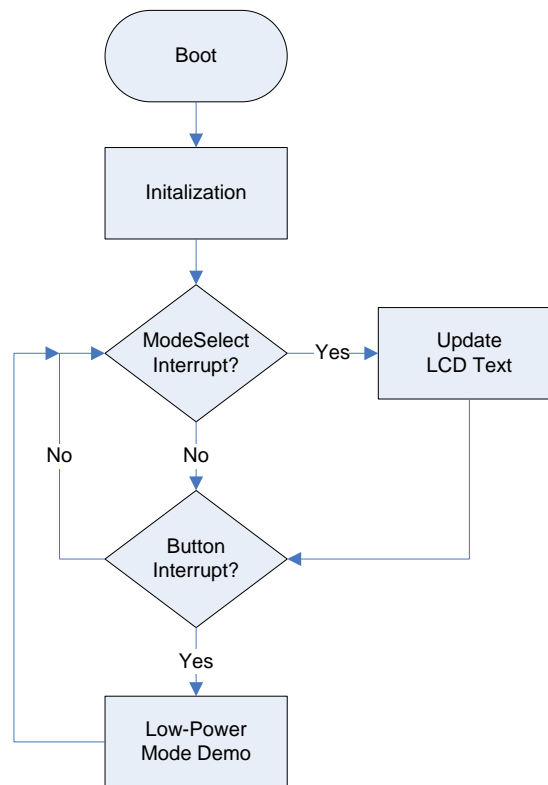 Boot
Initalization
ModeSelect
Interrupt?
Yes
Update
LCD Text
No
No
Button
Interrupt?
Yes
Low-Power
Mode Demo